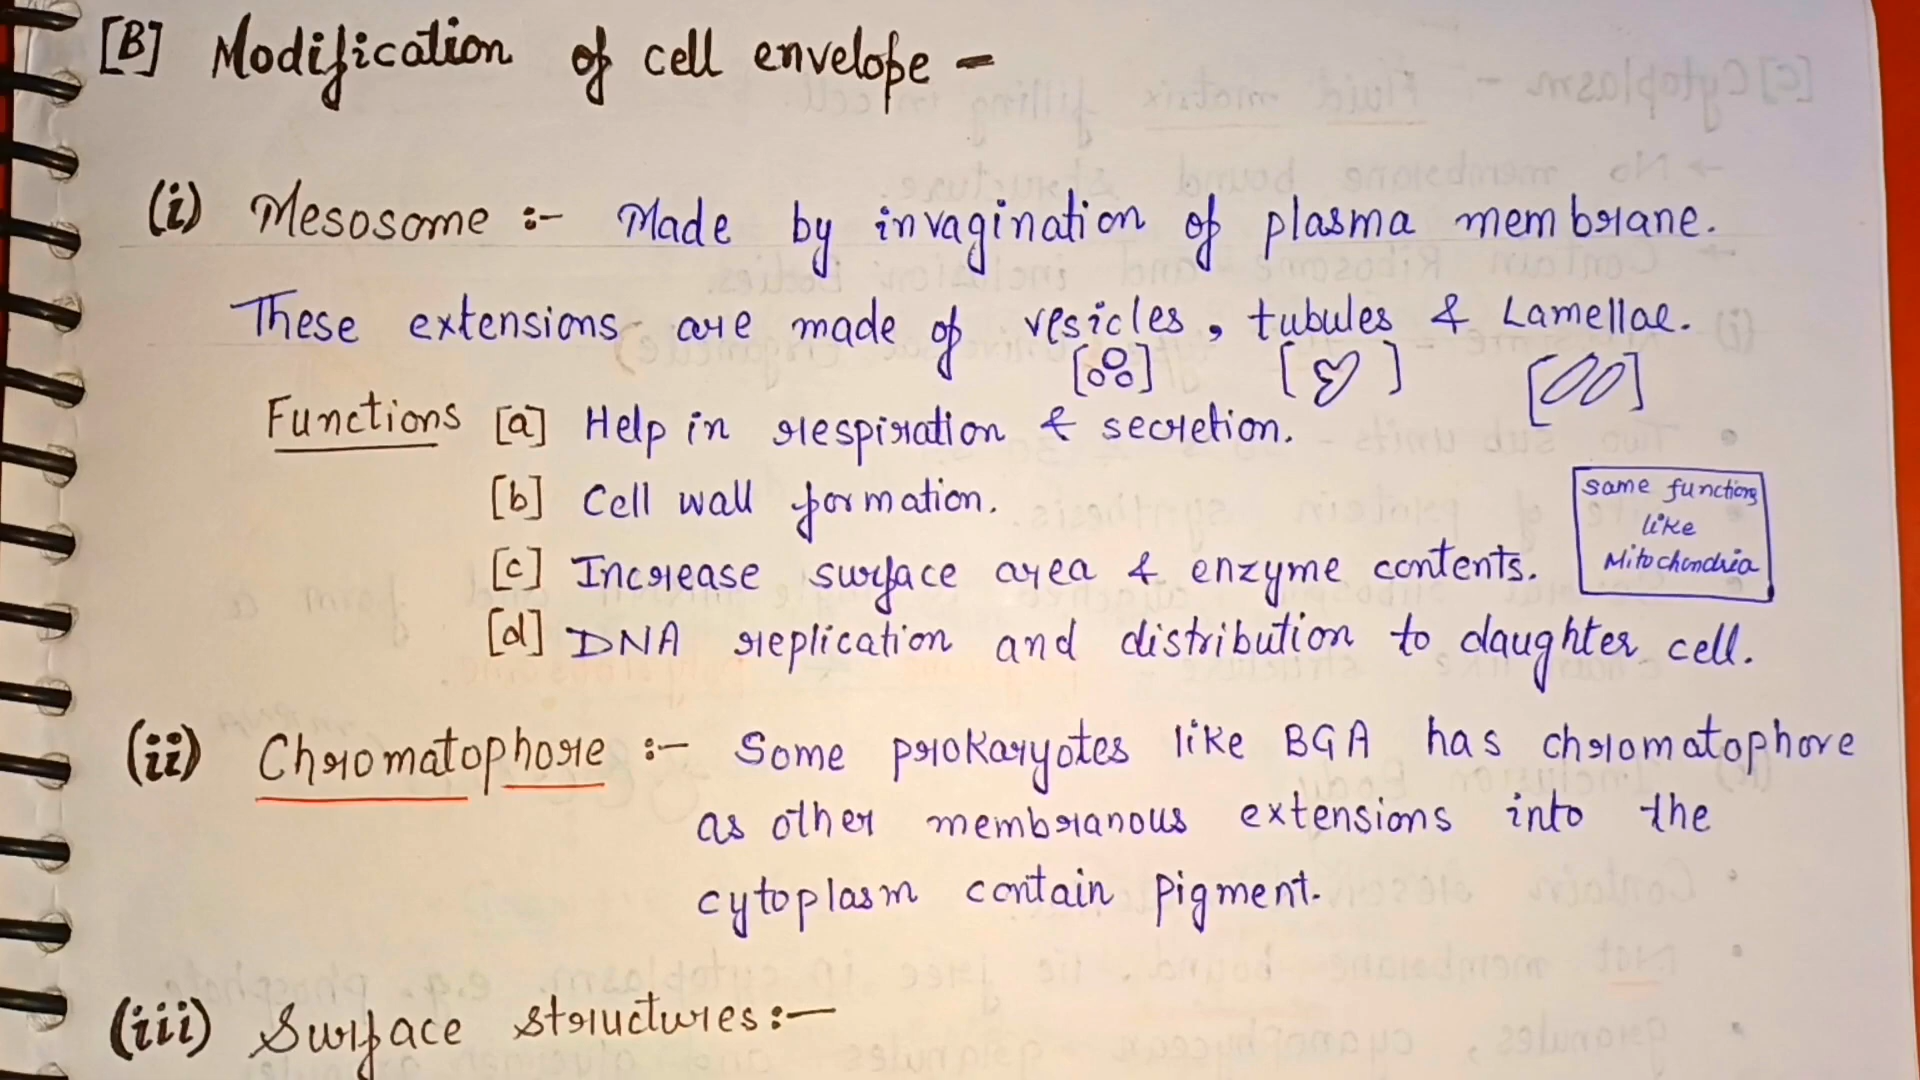 [B] Modification of cell envelope -
(i) Mesosome :- Made by invagination of plasma membrane.
These extensions are made of vesicles, tubules & Lamellae.
Functions [a] Help in respiration & secretion.
[b] Cell wall formation.
[c] Increase surface area & enzyme contents.
same functions
like
Mitochondria
[d] DNA replication and distribution to daughter cell.
(ii) Chromatophore :- Some prokaryotes like BGA has chromatophore
as other membranous extensions into the
cytoplasm contain pigment.
(iii) Surface structures :-